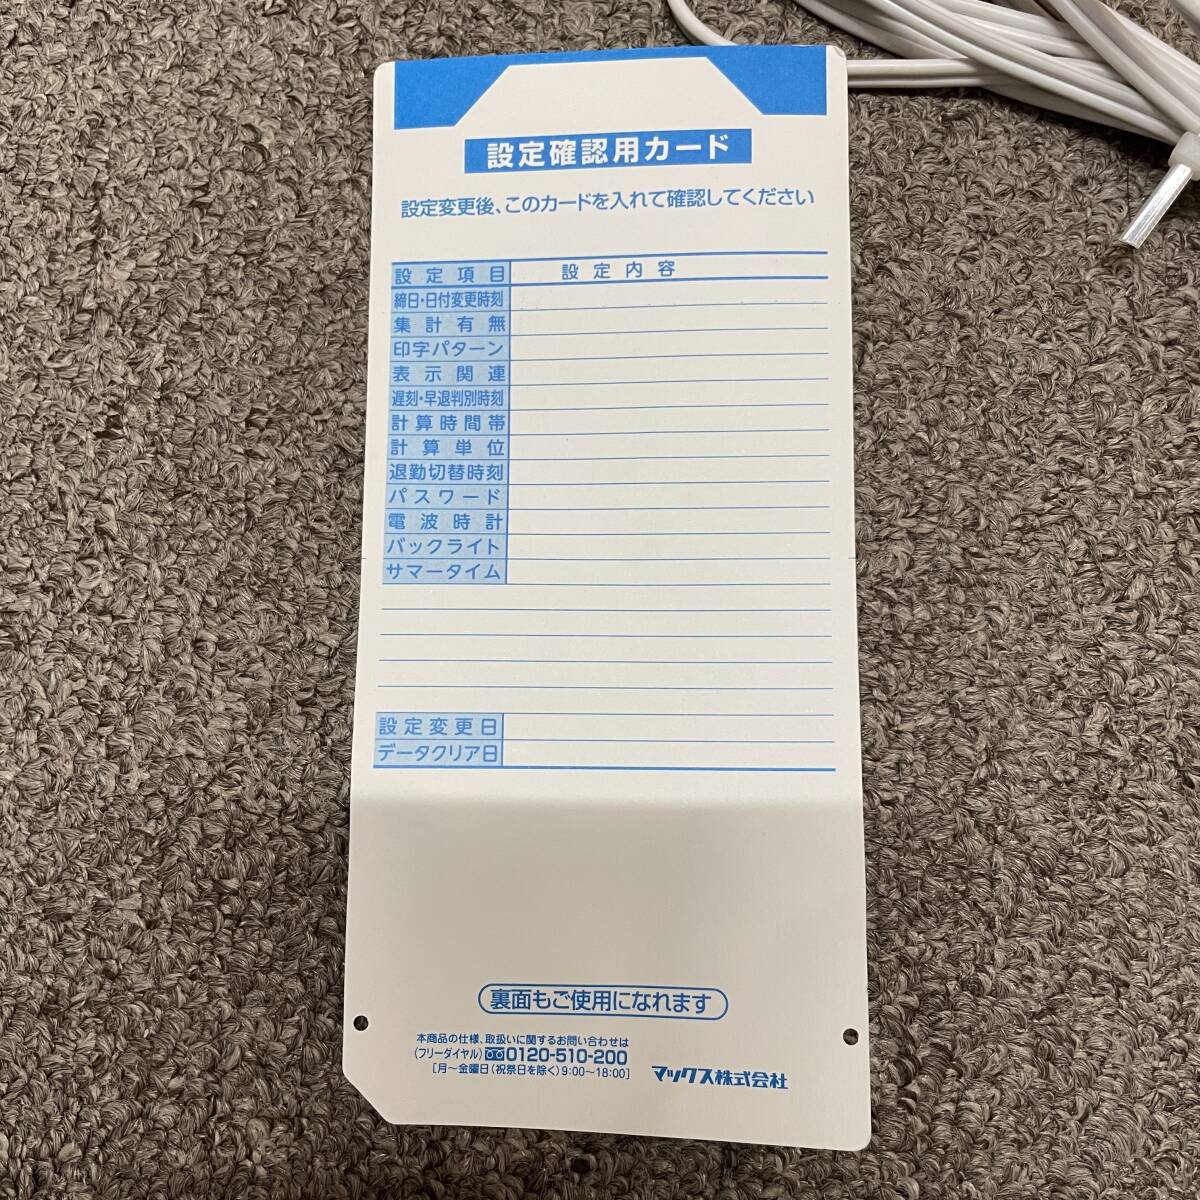 設定確認用カード
設定変更後、このカードを入れて確認してください
設定項目 設定内容
締日・日付変更時刻
集計有無
印字パターン
表示関連
遅刻・早退判別時刻
計算時間帯
計算単位
退勤切替時刻
パスワード
電波時計
バックライト
サマータイム
設定変更日
データクリア日
裏面もご使用になれます
本商品の仕様、取扱いに関するお問い合わせは
(フリーダイヤル) 0120-510-200
[月〜金曜日(祝祭日を除く)9:00〜18:00]
マックス株式会社